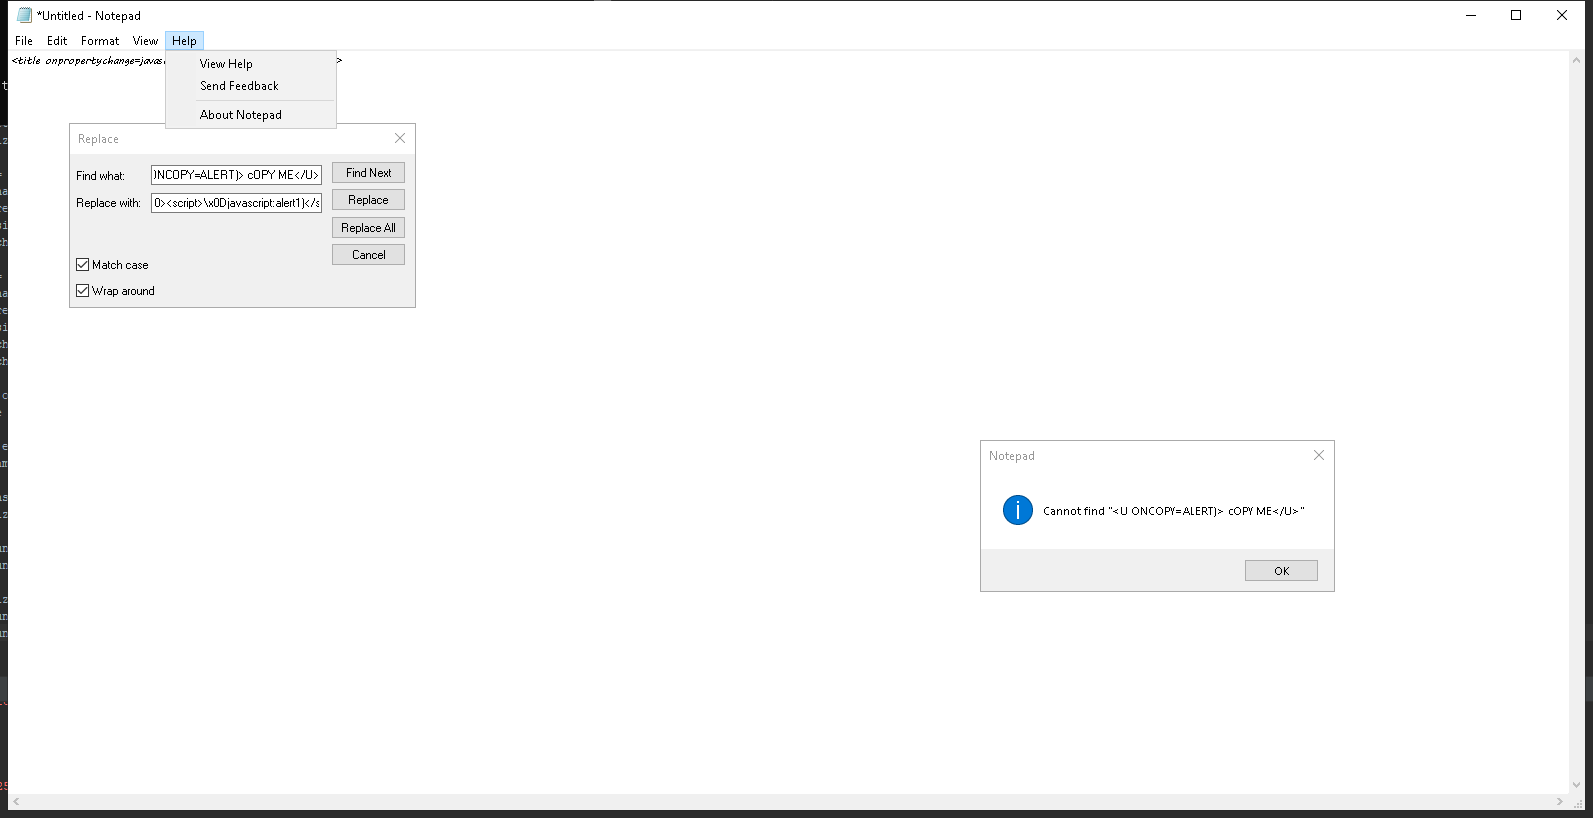 *Untitled - Notepad
File Edit Format View Help
<title onpropertychange=javas >
View Help
Send Feedback
About Notepad
Replace
Find what: )NCOPY=ALERT)> cOPY ME</U> Find Next
Replace with: 0><script>\x0Djavascript:alert1)</s Replace
Replace All
Cancel
Match case
Wrap around
Notepad
Cannot find "<U ONCOPY=ALERT)> cOPY ME</U>"
OK